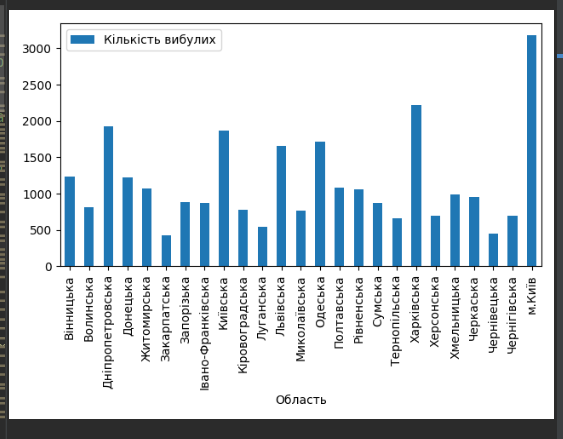 Кількість вибулих
3000
2500
2000
1500
1000
500
0
Вінницька
Волинська
Дніпропетровська
Донецька
Житомирська
Закарпатська
Запорізька
Івано-Франківська
Київська
Кіровоградська
Луганська
Львівська
Миколаївська
Одеська
Полтавська
Рівненська
Сумська
Тернопільська
Харківська
Херсонська
Хмельницька
Черкаська
Чернівецька
Чернігівська
м.Київ
Область